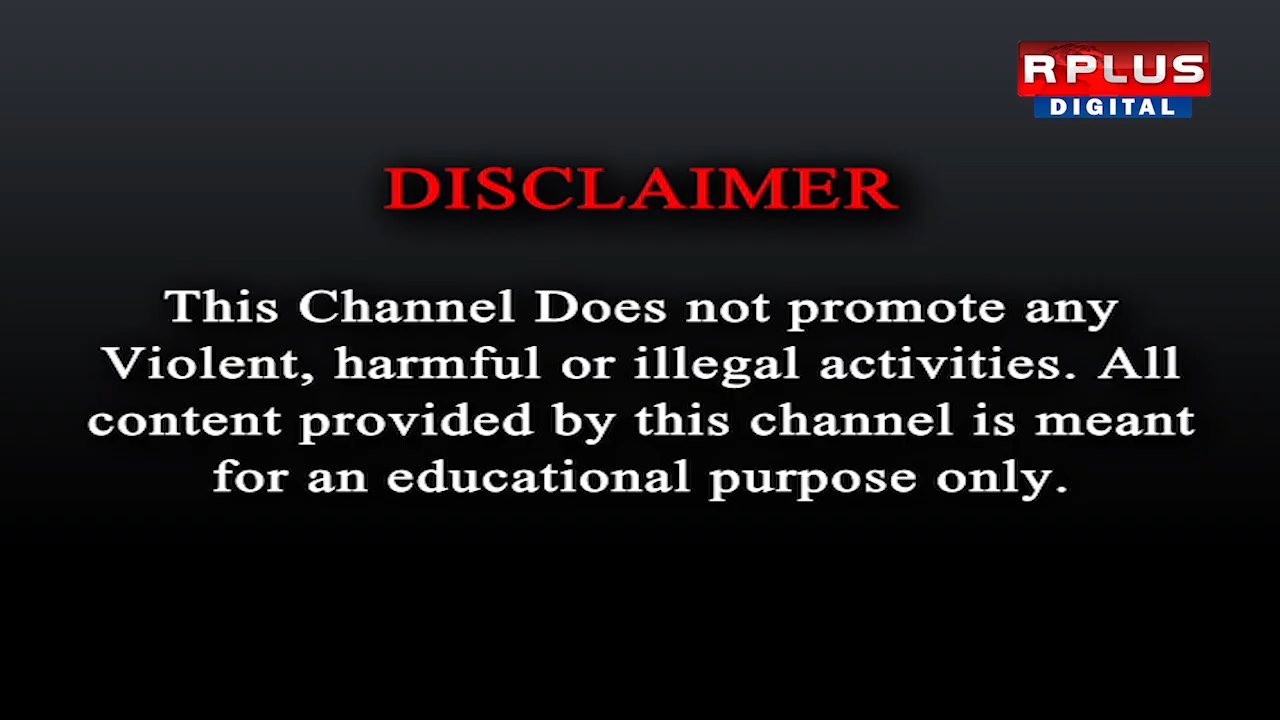 RPLUS
DIGITAL
DISCLAIMER
This Channel Does not promote any
Violent, harmful or illegal activities. All
content provided by this channel is meant
for an educational purpose only.